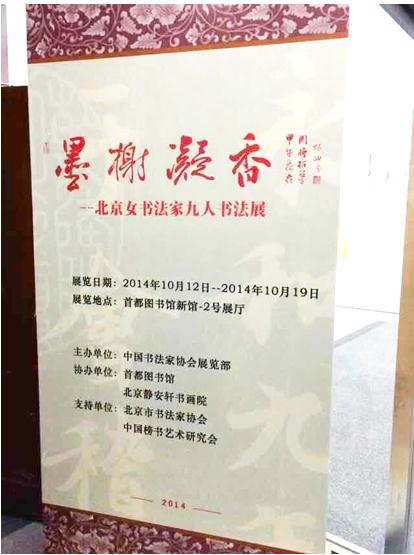 墨榭凝香
--北京女书法家九人书法展
展览日期：2014年10月12日--2014年10月19日
展览地点：首都图书馆新馆-2号展厅
主办单位：中国书法家协会展览部
协办单位：首都图书馆
北京静安轩书画院
支持单位：北京市书法家协会
中国榜书艺术研究会
2014